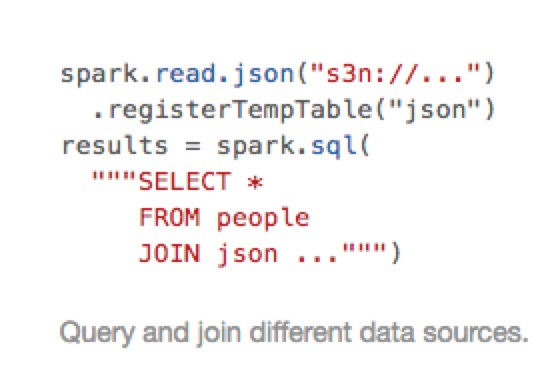 spark.read.json("s3n://...")
  .registerTempTable("json")
results = spark.sql(
  """SELECT *
     FROM people
     JOIN json ...""")
Query and join different data sources.